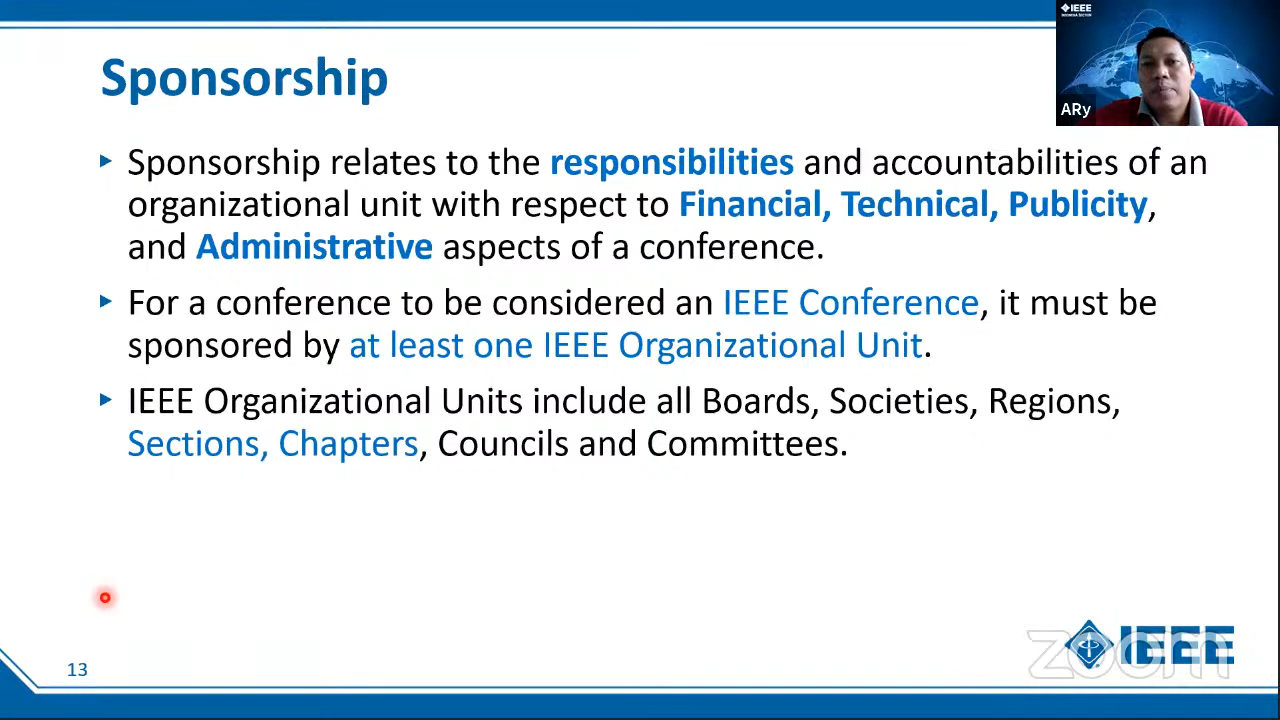 IEEE
INDONESIA SECTION
ARy
Sponsorship
Sponsorship relates to the responsibilities and accountabilities of an
organizational unit with respect to Financial, Technical, Publicity,
and Administrative aspects of a conference.
For a conference to be considered an IEEE Conference, it must be
sponsored by at least one IEEE Organizational Unit.
IEEE Organizational Units include all Boards, Societies, Regions,
Sections, Chapters, Councils and Committees.
zoom
IEEE
13